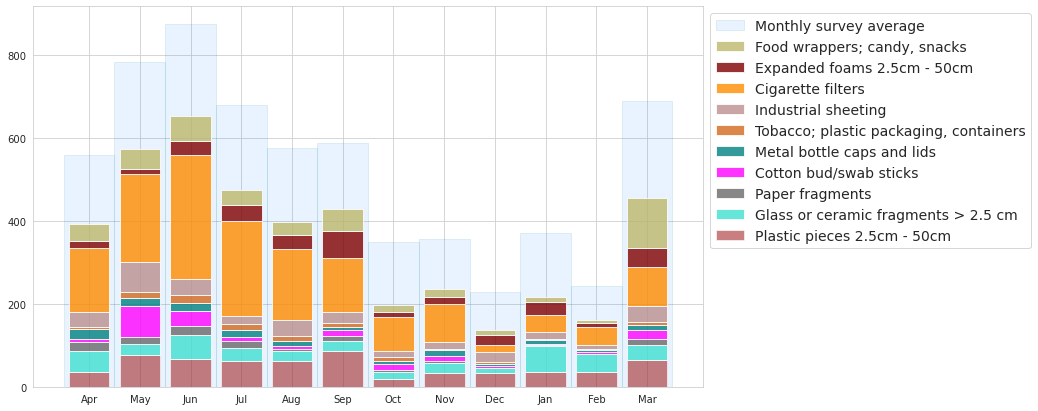 800
600
400
200
0
Apr May Jun Jul Aug Sep Oct Nov Dec Jan Feb Mar
Monthly survey average
Food wrappers; candy, snacks
Expanded foams 2.5cm - 50cm
Cigarette filters
Industrial sheeting
Tobacco; plastic packaging, containers
Metal bottle caps and lids
Cotton bud/swab sticks
Paper fragments
Glass or ceramic fragments > 2.5 cm
Plastic pieces 2.5cm - 50cm